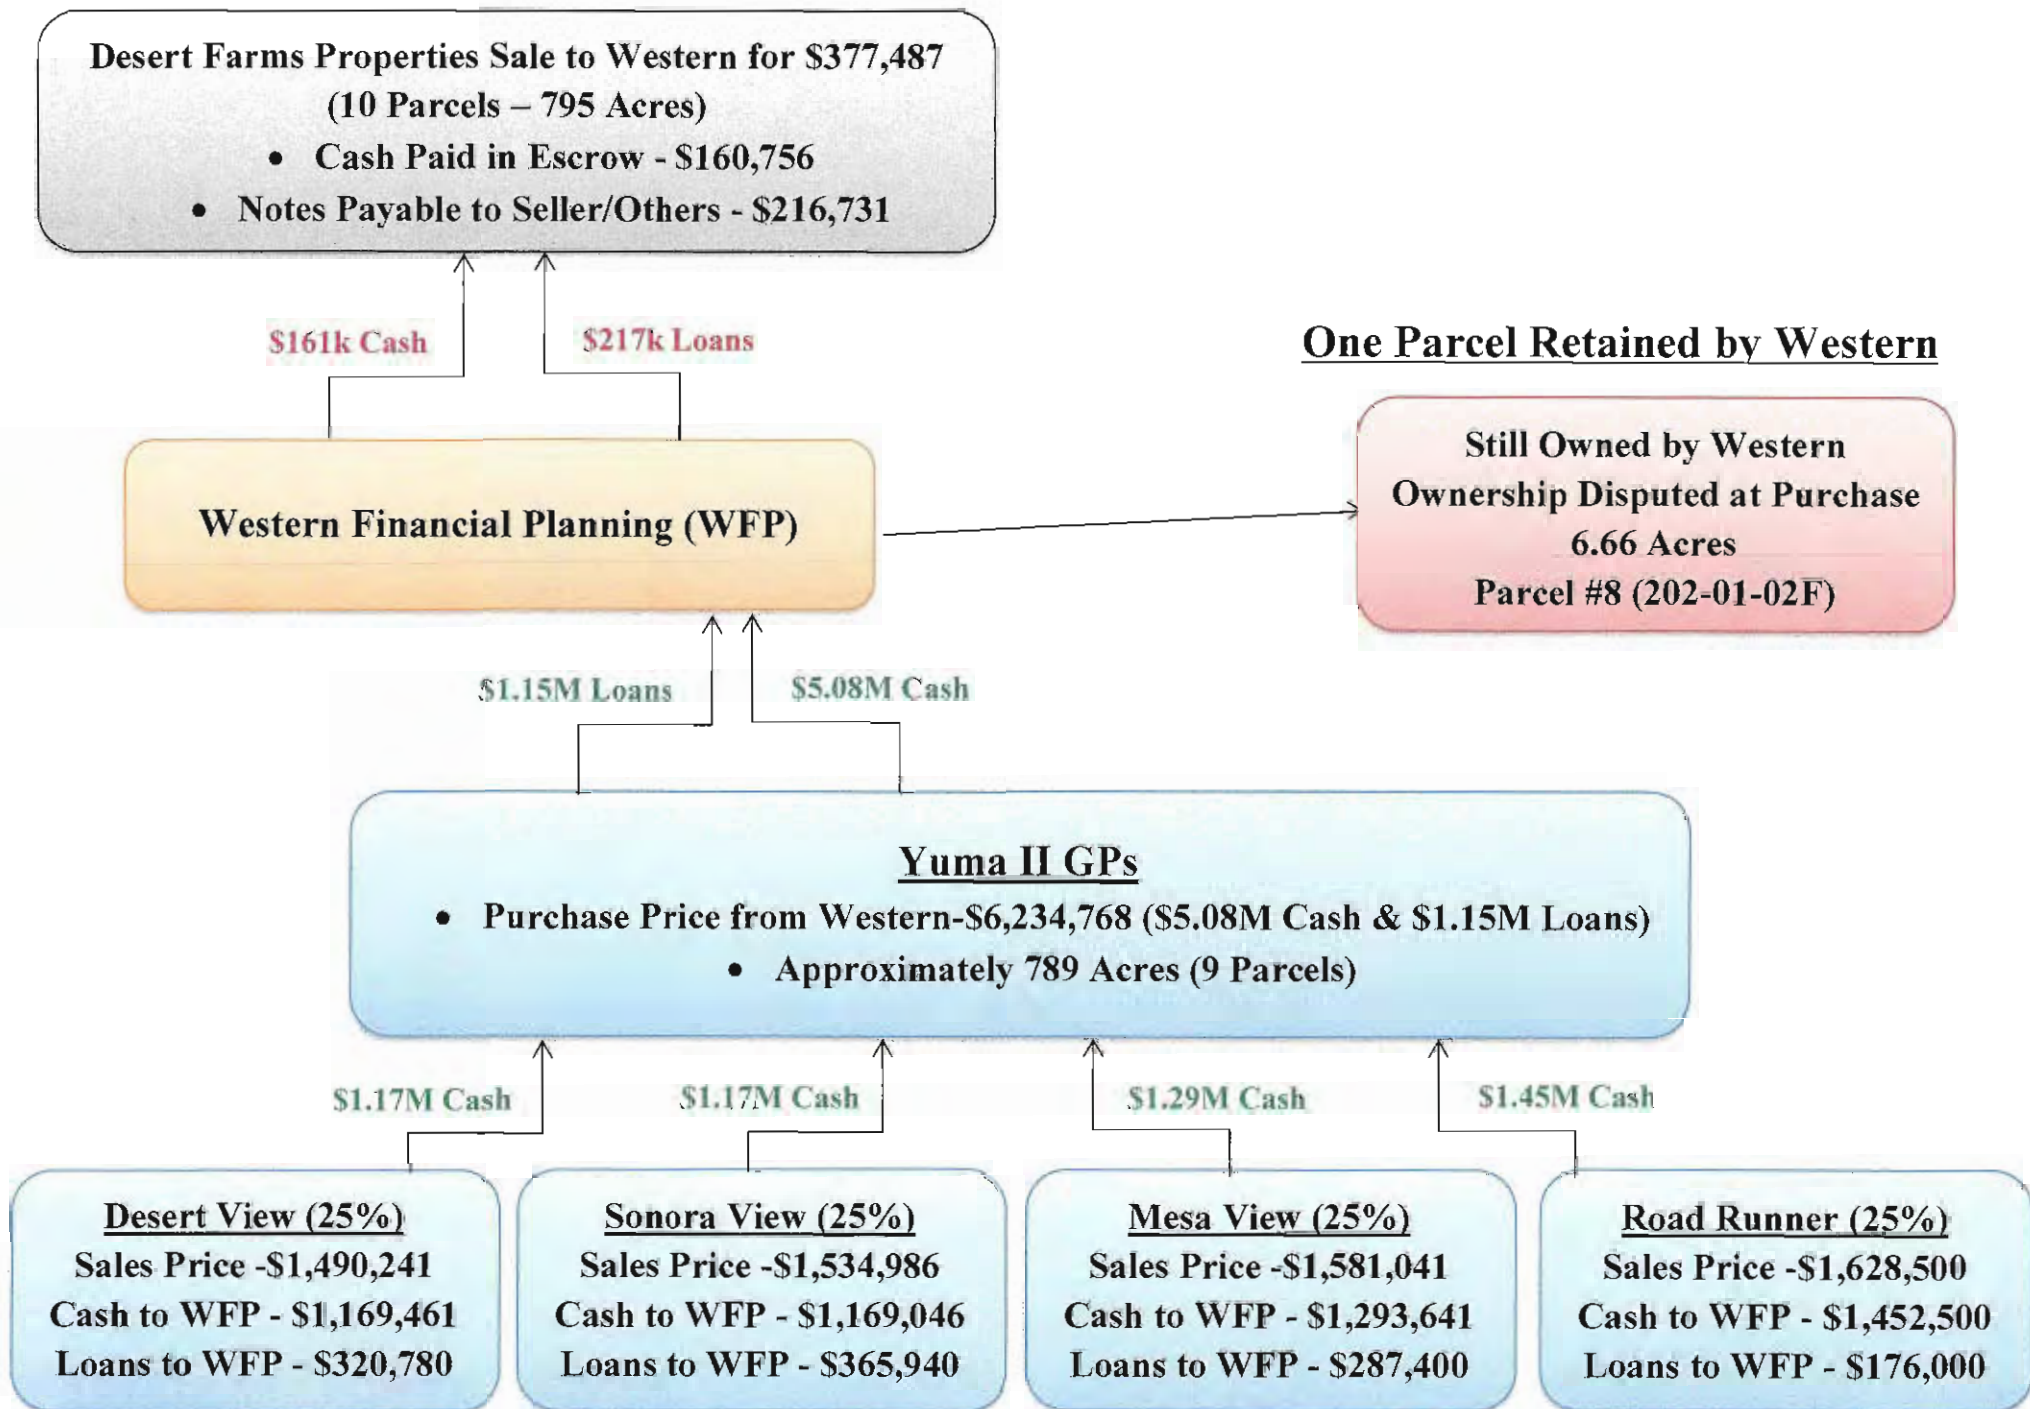 Desert Farms Properties Sale to Western for $377,487
(10 Parcels – 795 Acres)
• Cash Paid in Escrow - $160,756
• Notes Payable to Seller/Others - $216,731
$161k Cash
$217k Loans
One Parcel Retained by Western
Still Owned by Western
Ownership Disputed at Purchase
6.66 Acres
Parcel #8 (202-01-02F)
Western Financial Planning (WFP)
$1.15M Loans
$5.08M Cash
Yuma II GPs
• Purchase Price from Western-$6,234,768 ($5.08M Cash & $1.15M Loans)
• Approximately 789 Acres (9 Parcels)
$1.17M Cash
$1.17M Cash
$1.29M Cash
$1.45M Cash
Desert View (25%)
Sales Price -$1,490,241
Cash to WFP - $1,169,461
Loans to WFP - $320,780
Sonora View (25%)
Sales Price -$1,534,986
Cash to WFP - $1,169,046
Loans to WFP - $365,940
Mesa View (25%)
Sales Price -$1,581,041
Cash to WFP - $1,293,641
Loans to WFP - $287,400
Road Runner (25%)
Sales Price -$1,628,500
Cash to WFP - $1,452,500
Loans to WFP - $176,000